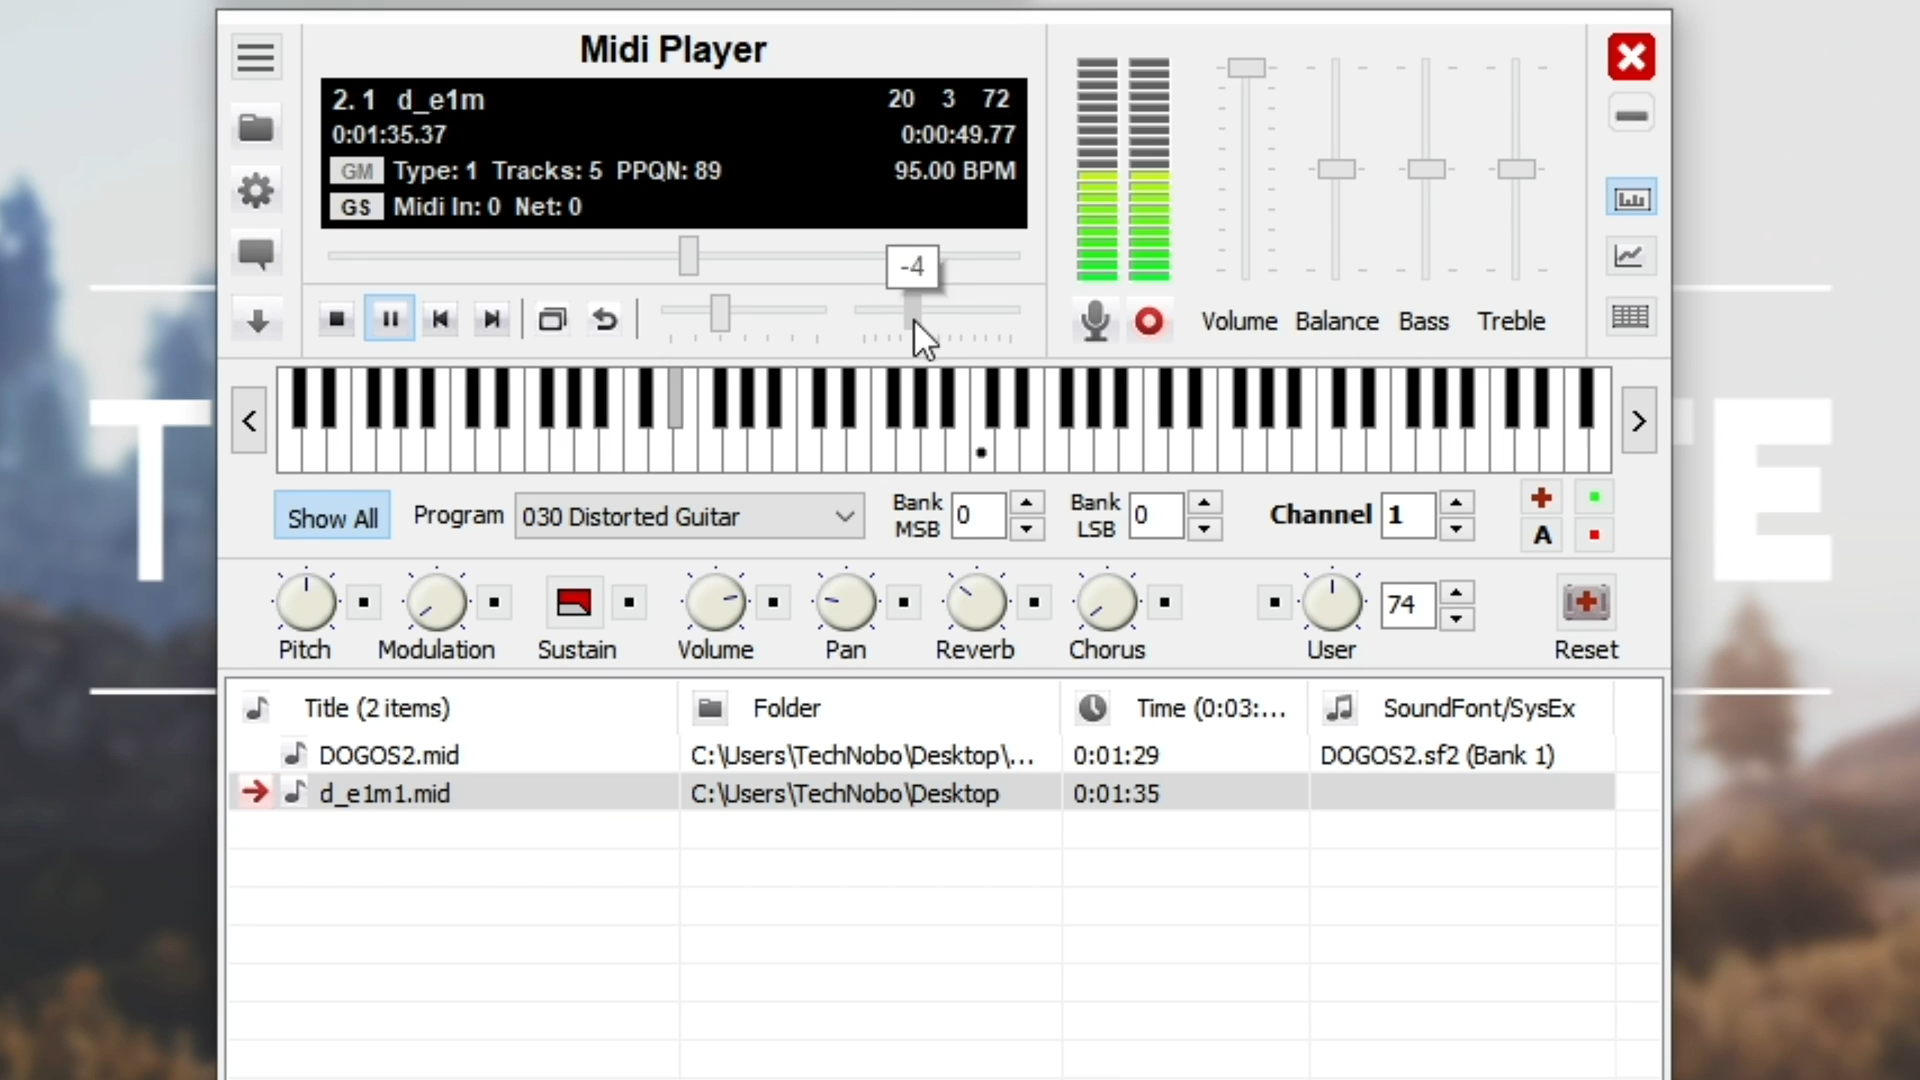 Midi Player
2. 1 d_e1m 20 3 72
0:01:35.37 0:00:49.77
GM Type: 1 Tracks: 5 PPQN: 89 95.00 BPM
GS Midi In: 0 Net: 0
-4
Volume Balance Bass Treble
< >
Show All Program 030 Distorted Guitar Bank MSB 0 Bank LSB 0 Channel 1
A
74
Pitch Modulation Sustain Volume Pan Reverb Chorus User Reset
Title (2 items) Folder Time (0:03:... SoundFont/SysEx
DOGOS2.mid C:\Users\TechNobo\Desktop\... 0:01:29 DOGOS2.sf2 (Bank 1)
d_e1m1.mid C:\Users\TechNobo\Desktop 0:01:35